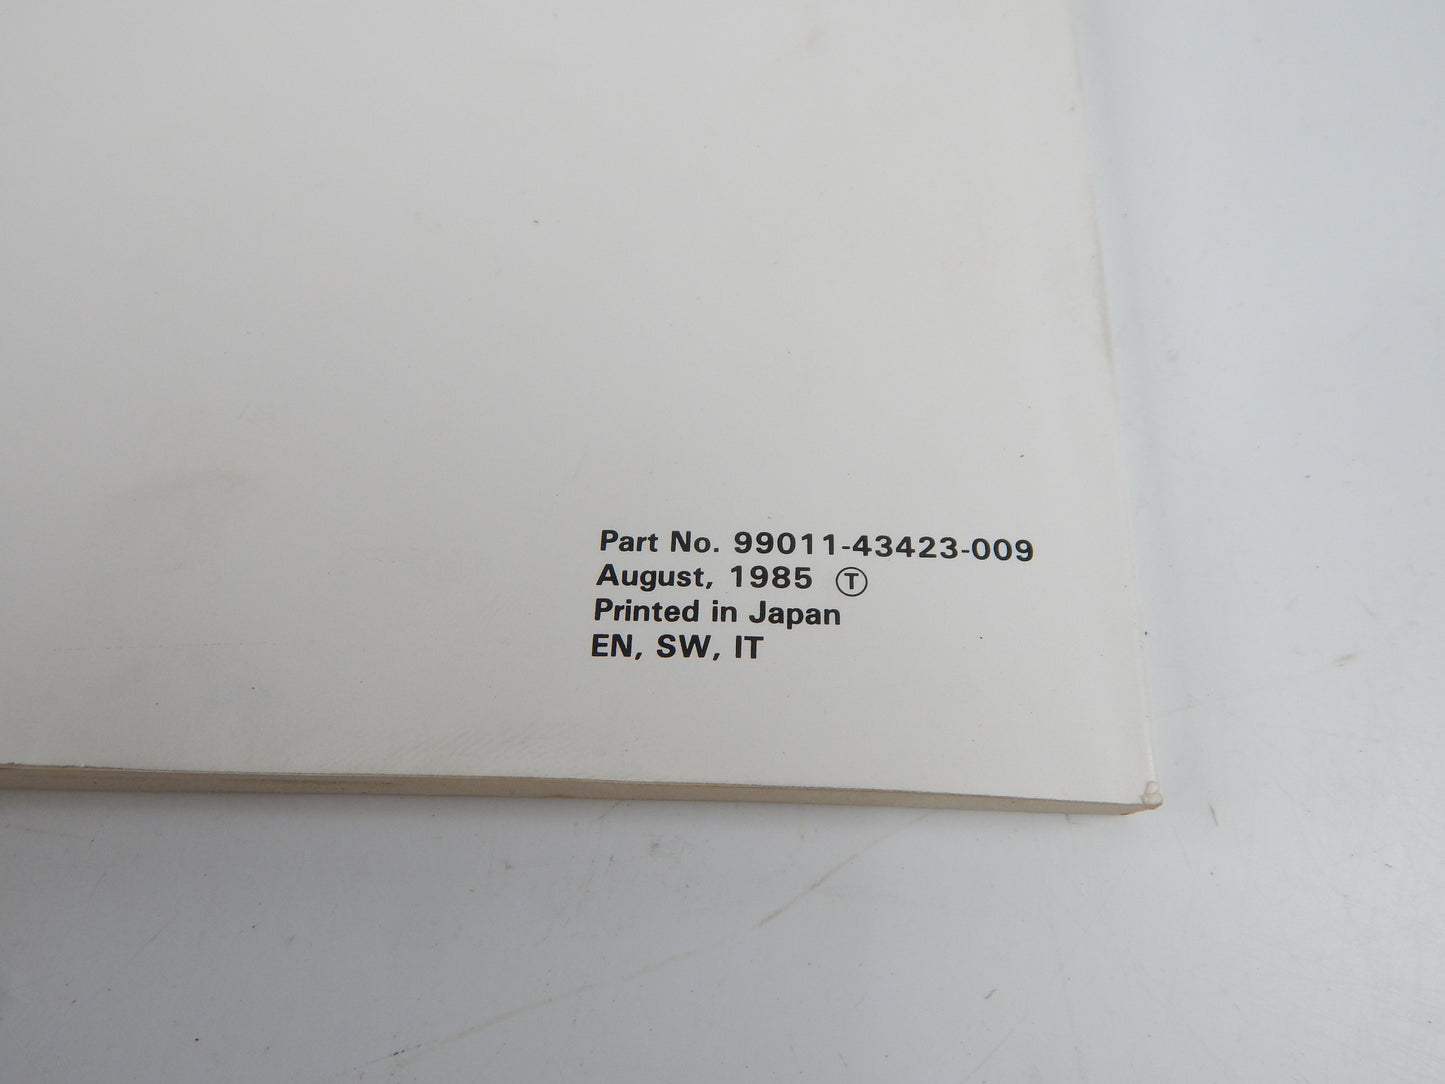 Part No. 99011-43423-009
August, 1985 Ⓣ
Printed in Japan
EN, SW, IT